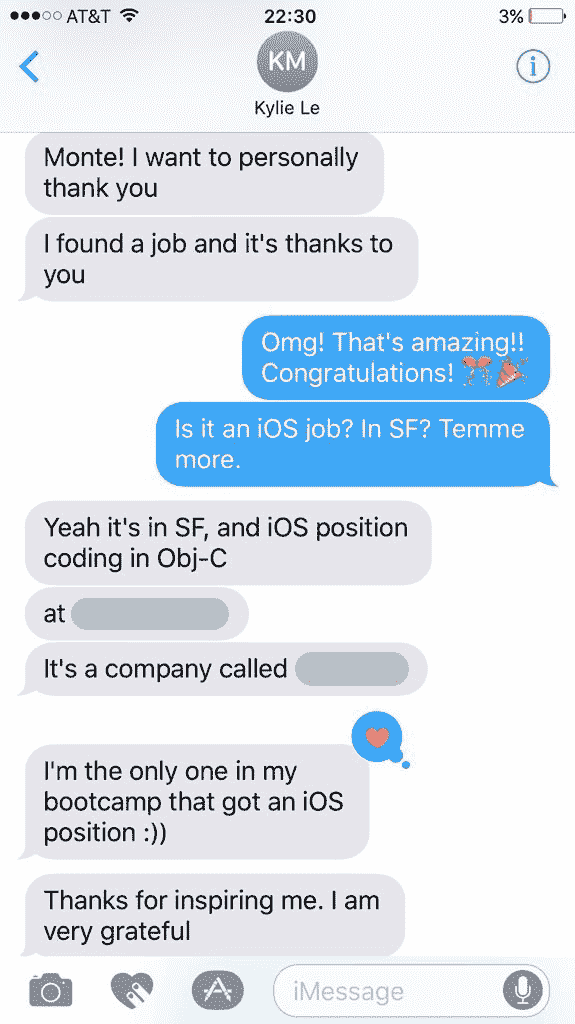 AT&T 22:30 3%
KM
Kylie Le
Monte! I want to personally
thank you
I found a job and it's thanks to
you
Omg! That's amazing!!
Congratulations! 🎊🎉
Is it an iOS job? In SF? Temme
more.
Yeah it's in SF, and iOS position
coding in Obj-C
at
It's a company called
I'm the only one in my
bootcamp that got an iOS
position :))
Thanks for inspiring me. I am
very grateful
iMessage